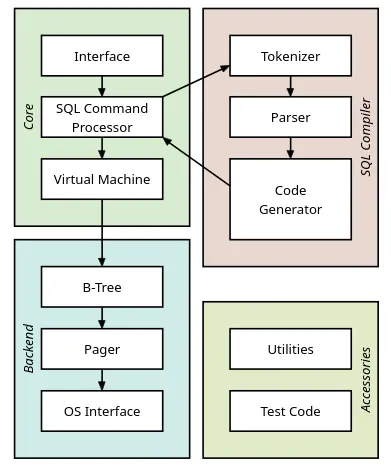 Core
Interface
SQL Command
Processor
Virtual Machine
SQL Compiler
Tokenizer
Parser
Code
Generator
Backend
B-Tree
Pager
OS Interface
Accessories
Utilities
Test Code